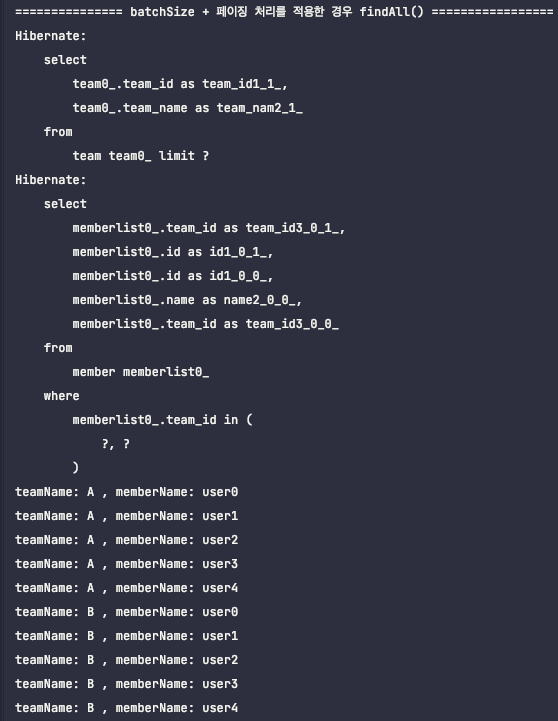 =============== batchSize + 페이징 처리를 적용한 경우 findAll() =================
Hibernate:
    select
        team0_.team_id as team_id1_1_,
        team0_.team_name as team_nam2_1_
    from
        team team0_ limit ?
Hibernate:
    select
        memberlist0_.team_id as team_id3_0_1_,
        memberlist0_.id as id1_0_1_,
        memberlist0_.id as id1_0_0_,
        memberlist0_.name as name2_0_0_,
        memberlist0_.team_id as team_id3_0_0_
    from
        member memberlist0_
    where
        memberlist0_.team_id in (
            ?, ?
        )
teamName: A , memberName: user0
teamName: A , memberName: user1
teamName: A , memberName: user2
teamName: A , memberName: user3
teamName: A , memberName: user4
teamName: B , memberName: user0
teamName: B , memberName: user1
teamName: B , memberName: user2
teamName: B , memberName: user3
teamName: B , memberName: user4